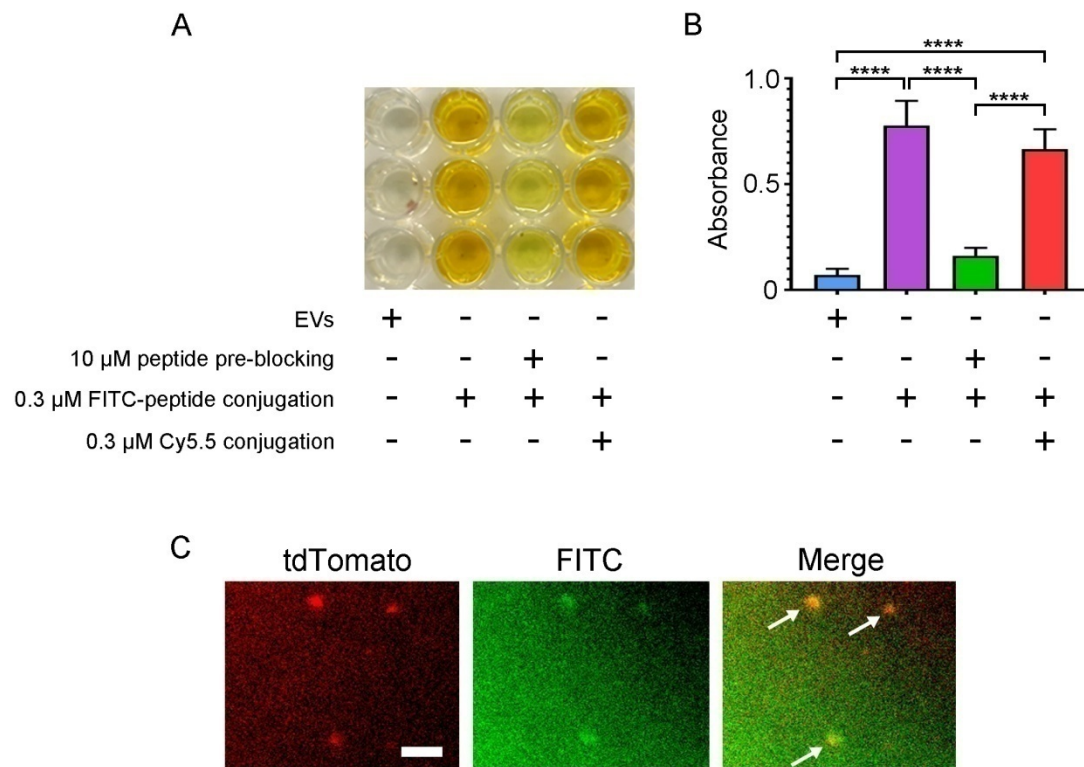 A
B
**** 
**** **** 
****
1.0
0.5
0
Absorbance
EVs + - - - + - - -
10 µM peptide pre-blocking - - + - - - + -
0.3 µM FITC-peptide conjugation - + + + - + + +
0.3 µM Cy5.5 conjugation - - - + - - - +
C
tdTomato FITC Merge